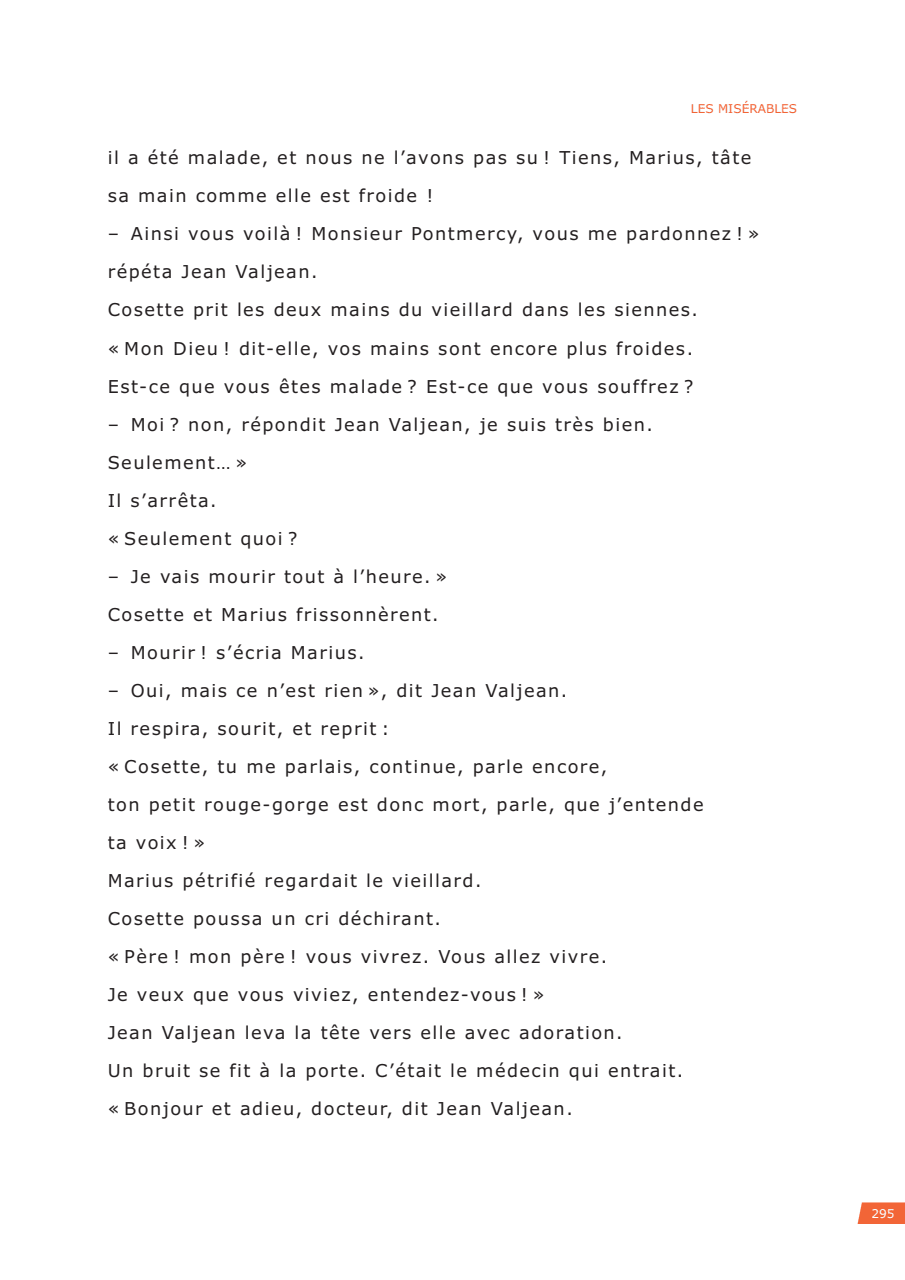 LES MISÉRABLES
il a été malade, et nous ne l’avons pas su ! Tiens, Marius, tâte
sa main comme elle est froide !
– Ainsi vous voilà ! Monsieur Pontmercy, vous me pardonnez ! »
répéta Jean Valjean.
Cosette prit les deux mains du vieillard dans les siennes.
« Mon Dieu ! dit-elle, vos mains sont encore plus froides.
Est-ce que vous êtes malade ? Est-ce que vous souffrez ?
– Moi ? non, répondit Jean Valjean, je suis très bien.
Seulement… »
Il s’arrêta.
« Seulement quoi ?
– Je vais mourir tout à l’heure. »
Cosette et Marius frissonnèrent.
– Mourir ! s’écria Marius.
– Oui, mais ce n’est rien », dit Jean Valjean.
Il respira, sourit, et reprit :
« Cosette, tu me parlais, continue, parle encore,
ton petit rouge-gorge est donc mort, parle, que j’entende
ta voix ! »
Marius pétrifié regardait le vieillard.
Cosette poussa un cri déchirant.
« Père ! mon père ! vous vivrez. Vous allez vivre.
Je veux que vous viviez, entendez-vous ! »
Jean Valjean leva la tête vers elle avec adoration.
Un bruit se fit à la porte. C’était le médecin qui entrait.
« Bonjour et adieu, docteur, dit Jean Valjean.
295